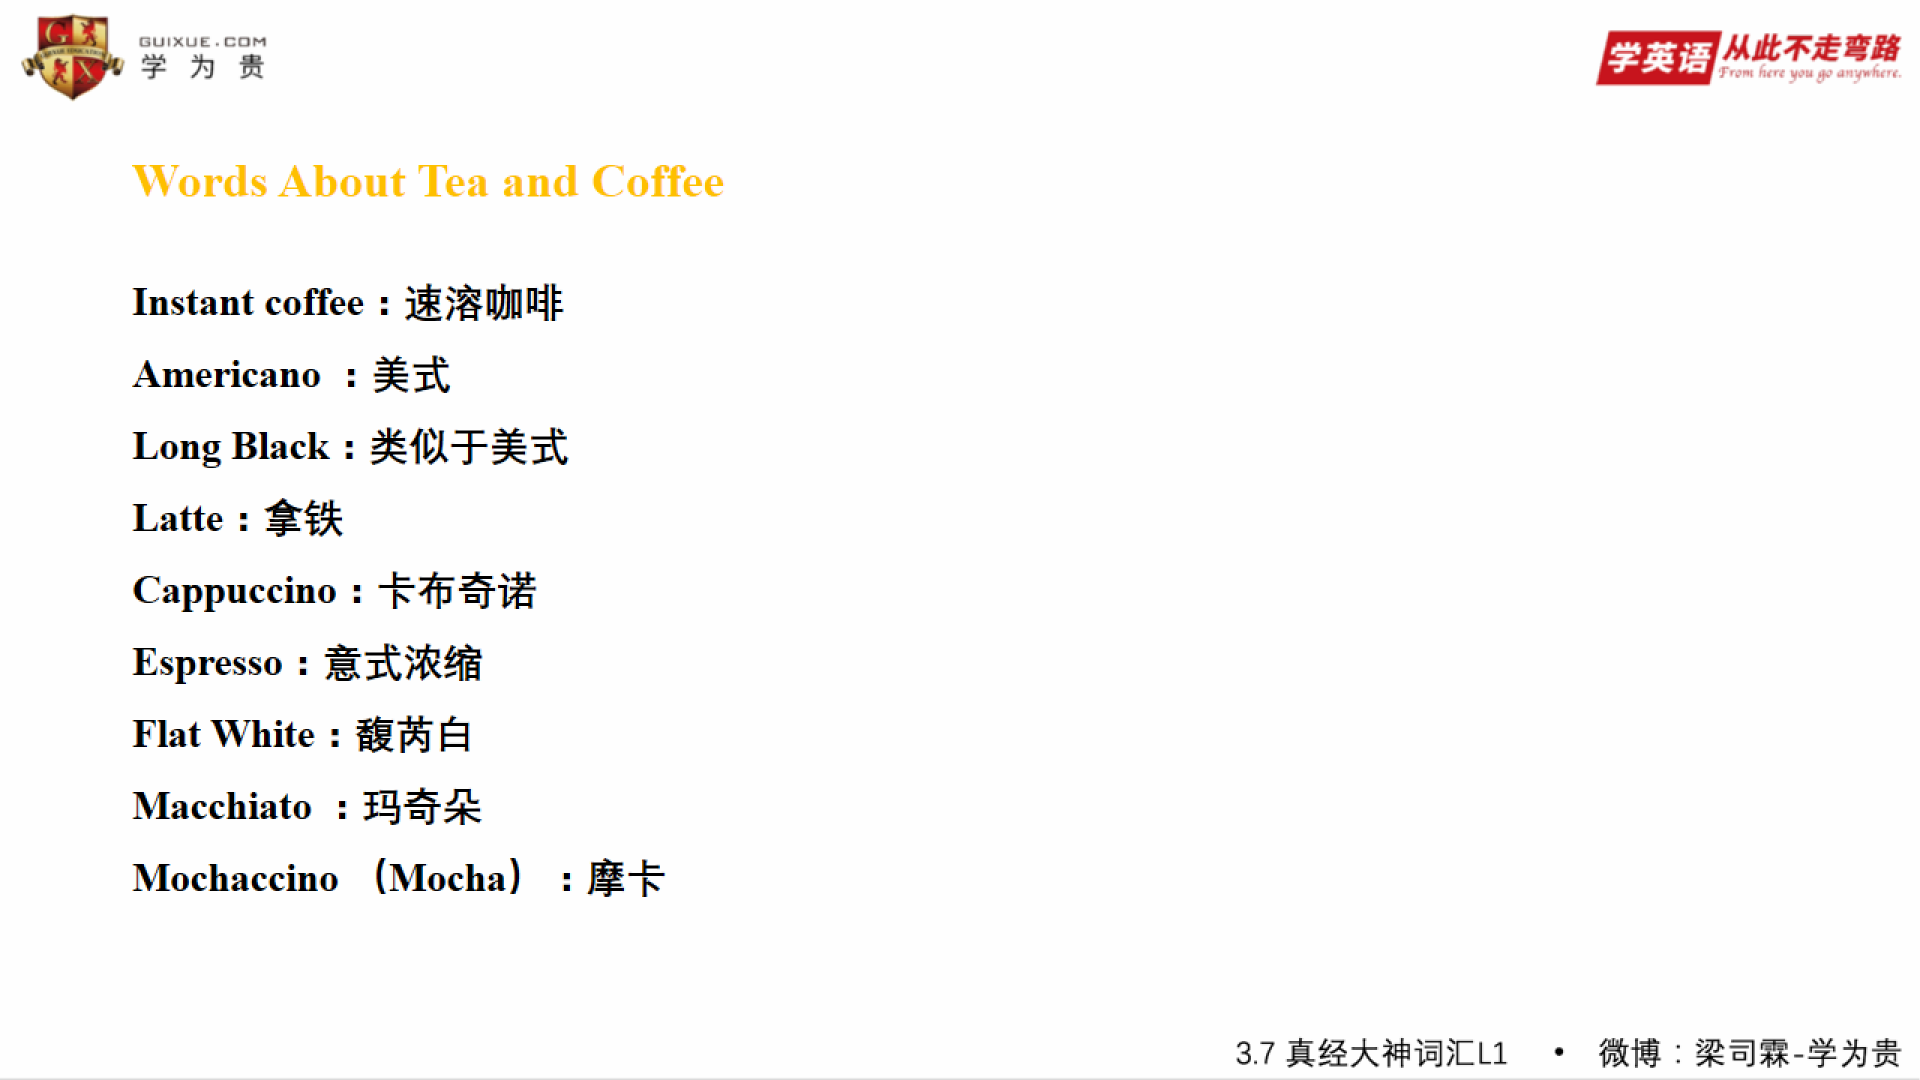 GUIXUE.COM
学为贵
学英语 从此不走弯路
From here you go anywhere.
Words About Tea and Coffee
Instant coffee：速溶咖啡
Americano ：美式
Long Black：类似于美式
Latte：拿铁
Cappuccino：卡布奇诺
Espresso：意式浓缩
Flat White：馥芮白
Macchiato ：玛奇朵
Mochaccino （Mocha） ：摩卡
3.7 真经大神词汇L1 • 微博：梁司霖-学为贵